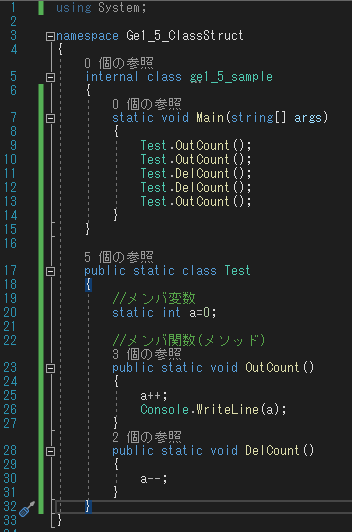 1 using System;
2
3 namespace Ge1_5_ClassStruct
4 {
0 個の参照
5 internal class ge1_5_sample
6 {
0 個の参照
7 static void Main(string[] args)
8 {
9 Test.OutCount();
10 Test.OutCount();
11 Test.DelCount();
12 Test.DelCount();
13 Test.OutCount();
14 }
15 }
16
5 個の参照
17 public static class Test
18 {
19 //メンバ変数
20 static int a=0;
21
22 //メンバ関数(メソッド)
3 個の参照
23 public static void OutCount()
24 {
25 a++;
26 Console.WriteLine(a);
27 }
2 個の参照
28 public static void DelCount()
29 {
30 a--;
31 }
32 }
33 }